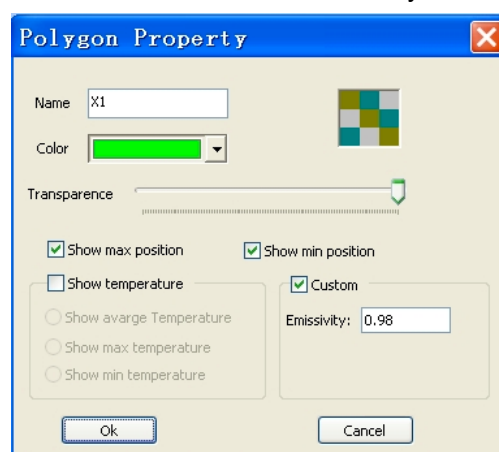 Polygon Property
Name X1
Color
Transparence
Show max position Show min position
Show temperature Custom
Show avarge Temperature Emissivity: 0.98
Show max temperature
Show min temperature
Ok Cancel